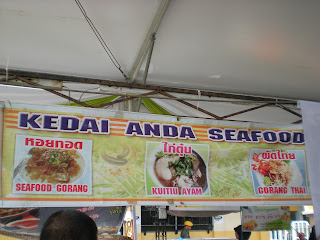 KEDAI ANDA SEAFOOD
หอยทอด
SEAFOOD GORANG
ไก่ตุ๋น
KUITIU AYAM
ผัดไทย
GORANG THAI